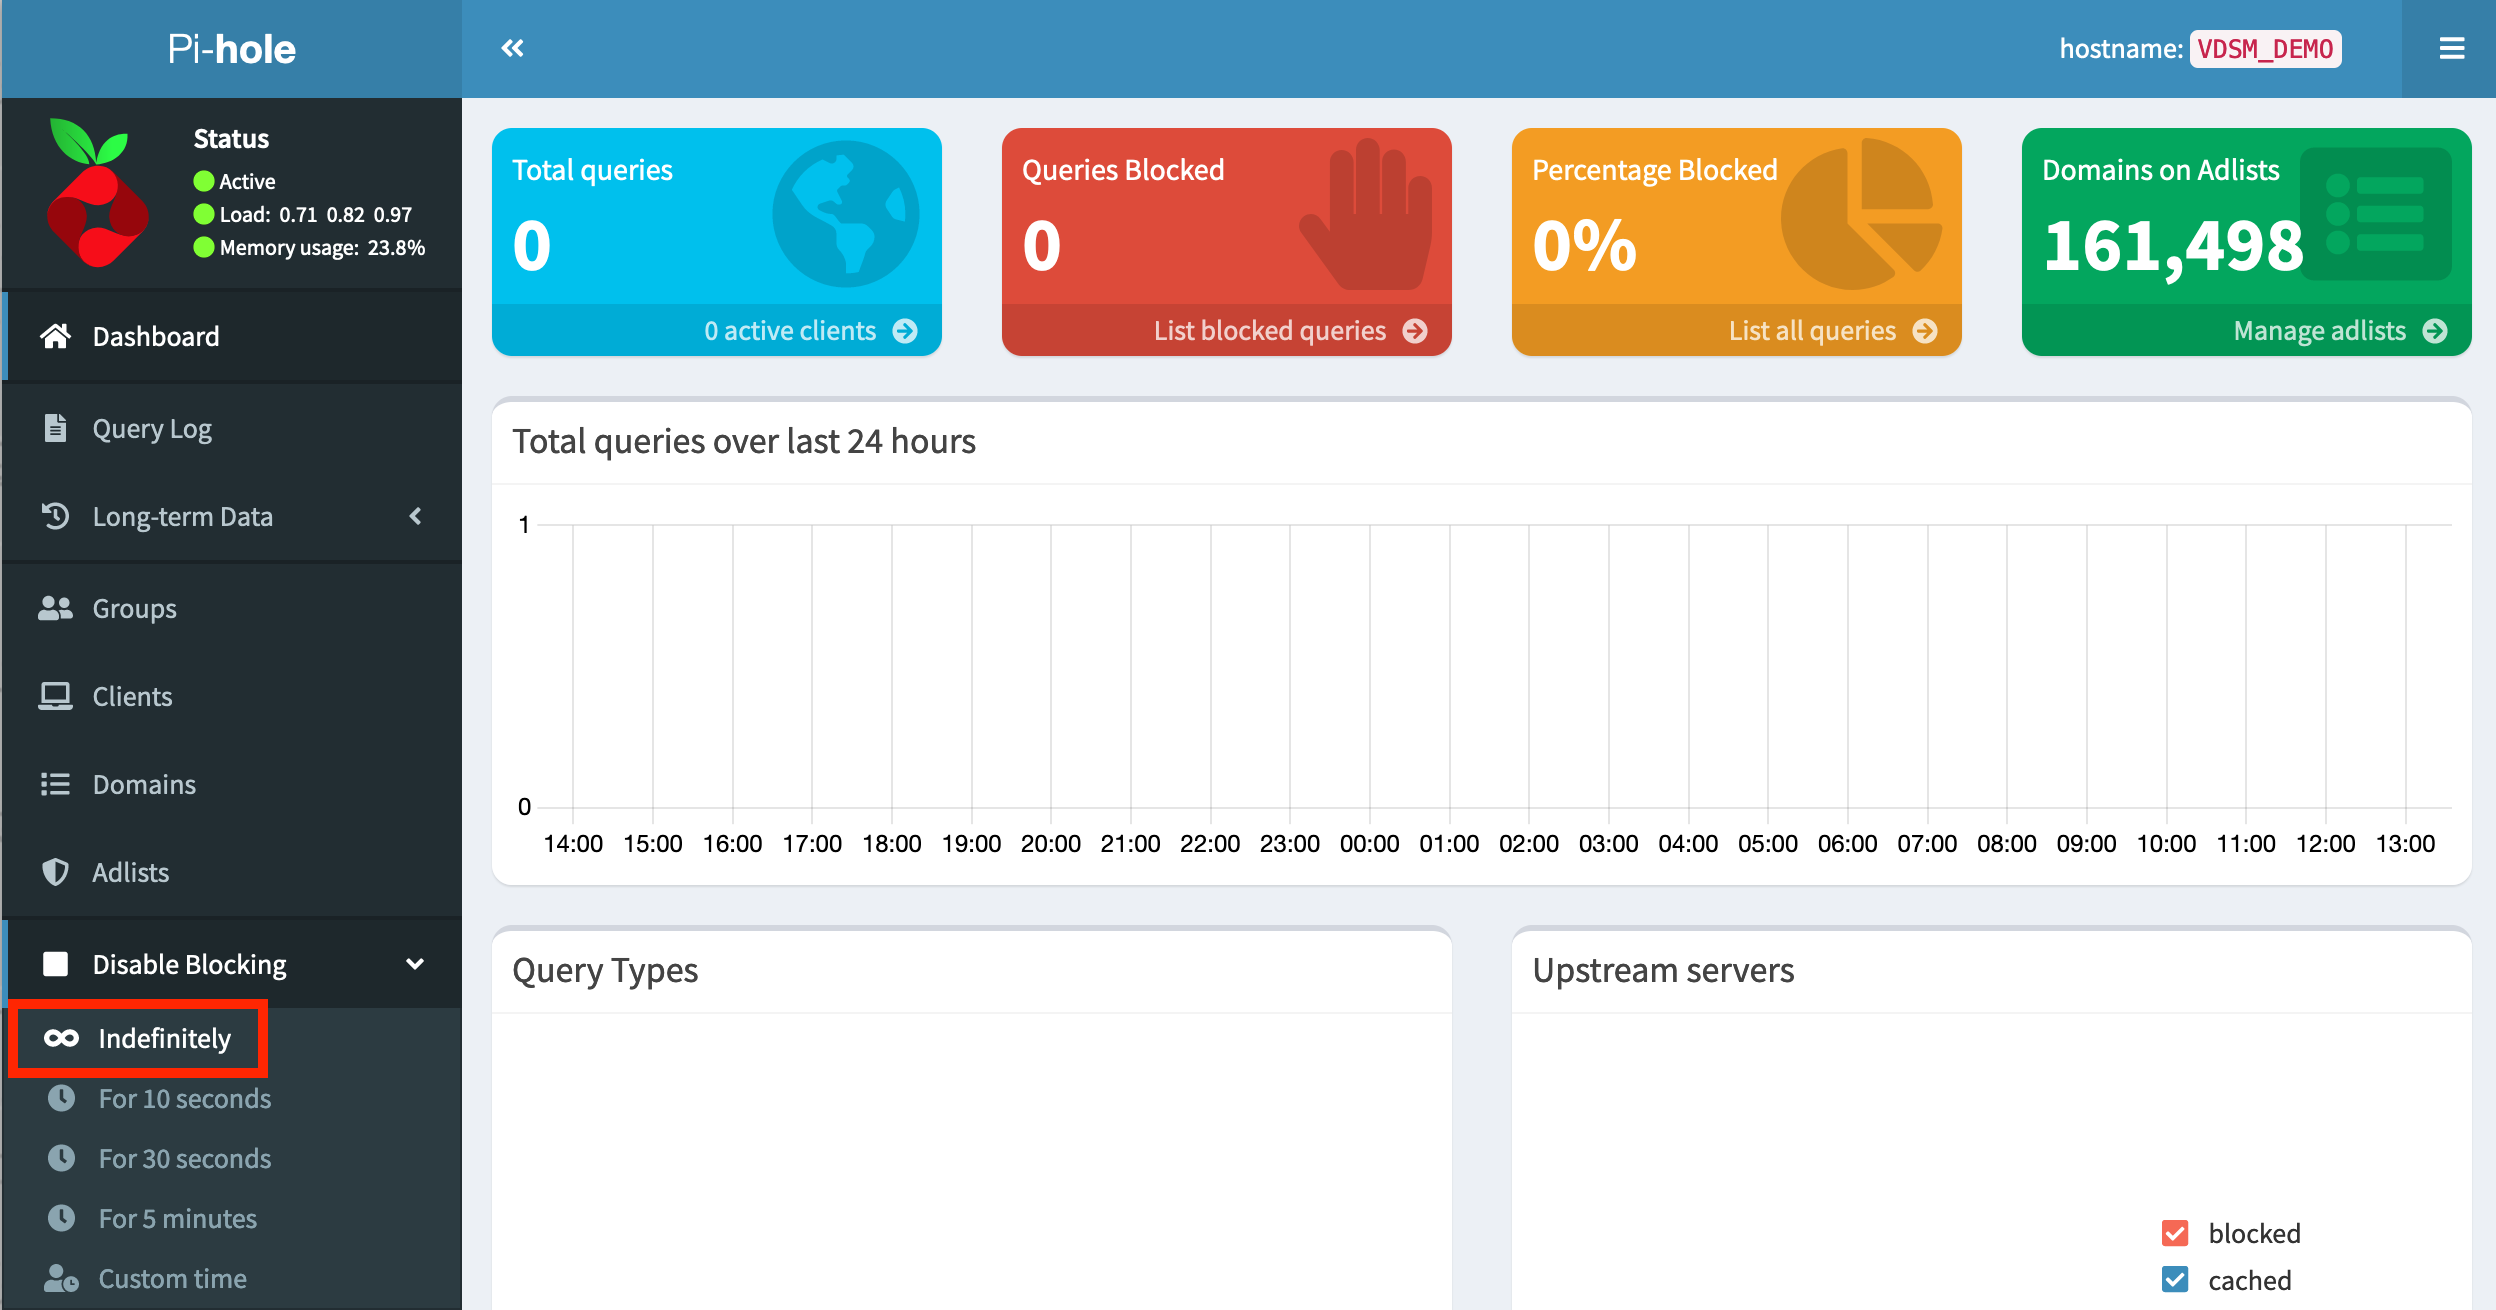 Pi-hole
hostname: VDSM_DEMO
Status
Active
Load: 0.71 0.82 0.97
Memory usage: 23.8%
Dashboard
Query Log
Long-term Data
Groups
Clients
Domains
Adlists
Disable Blocking
Indefinitely
For 10 seconds
For 30 seconds
For 5 minutes
Custom time
Total queries
0
0 active clients
Queries Blocked
0
List blocked queries
Percentage Blocked
0%
List all queries
Domains on Adlists
161,498
Manage adlists
Total queries over last 24 hours
1
0
14:00 15:00 16:00 17:00 18:00 19:00 20:00 21:00 22:00 23:00 00:00 01:00 02:00 03:00 04:00 05:00 06:00 07:00 08:00 09:00 10:00 11:00 12:00 13:00
Query Types
Upstream servers
blocked
cached